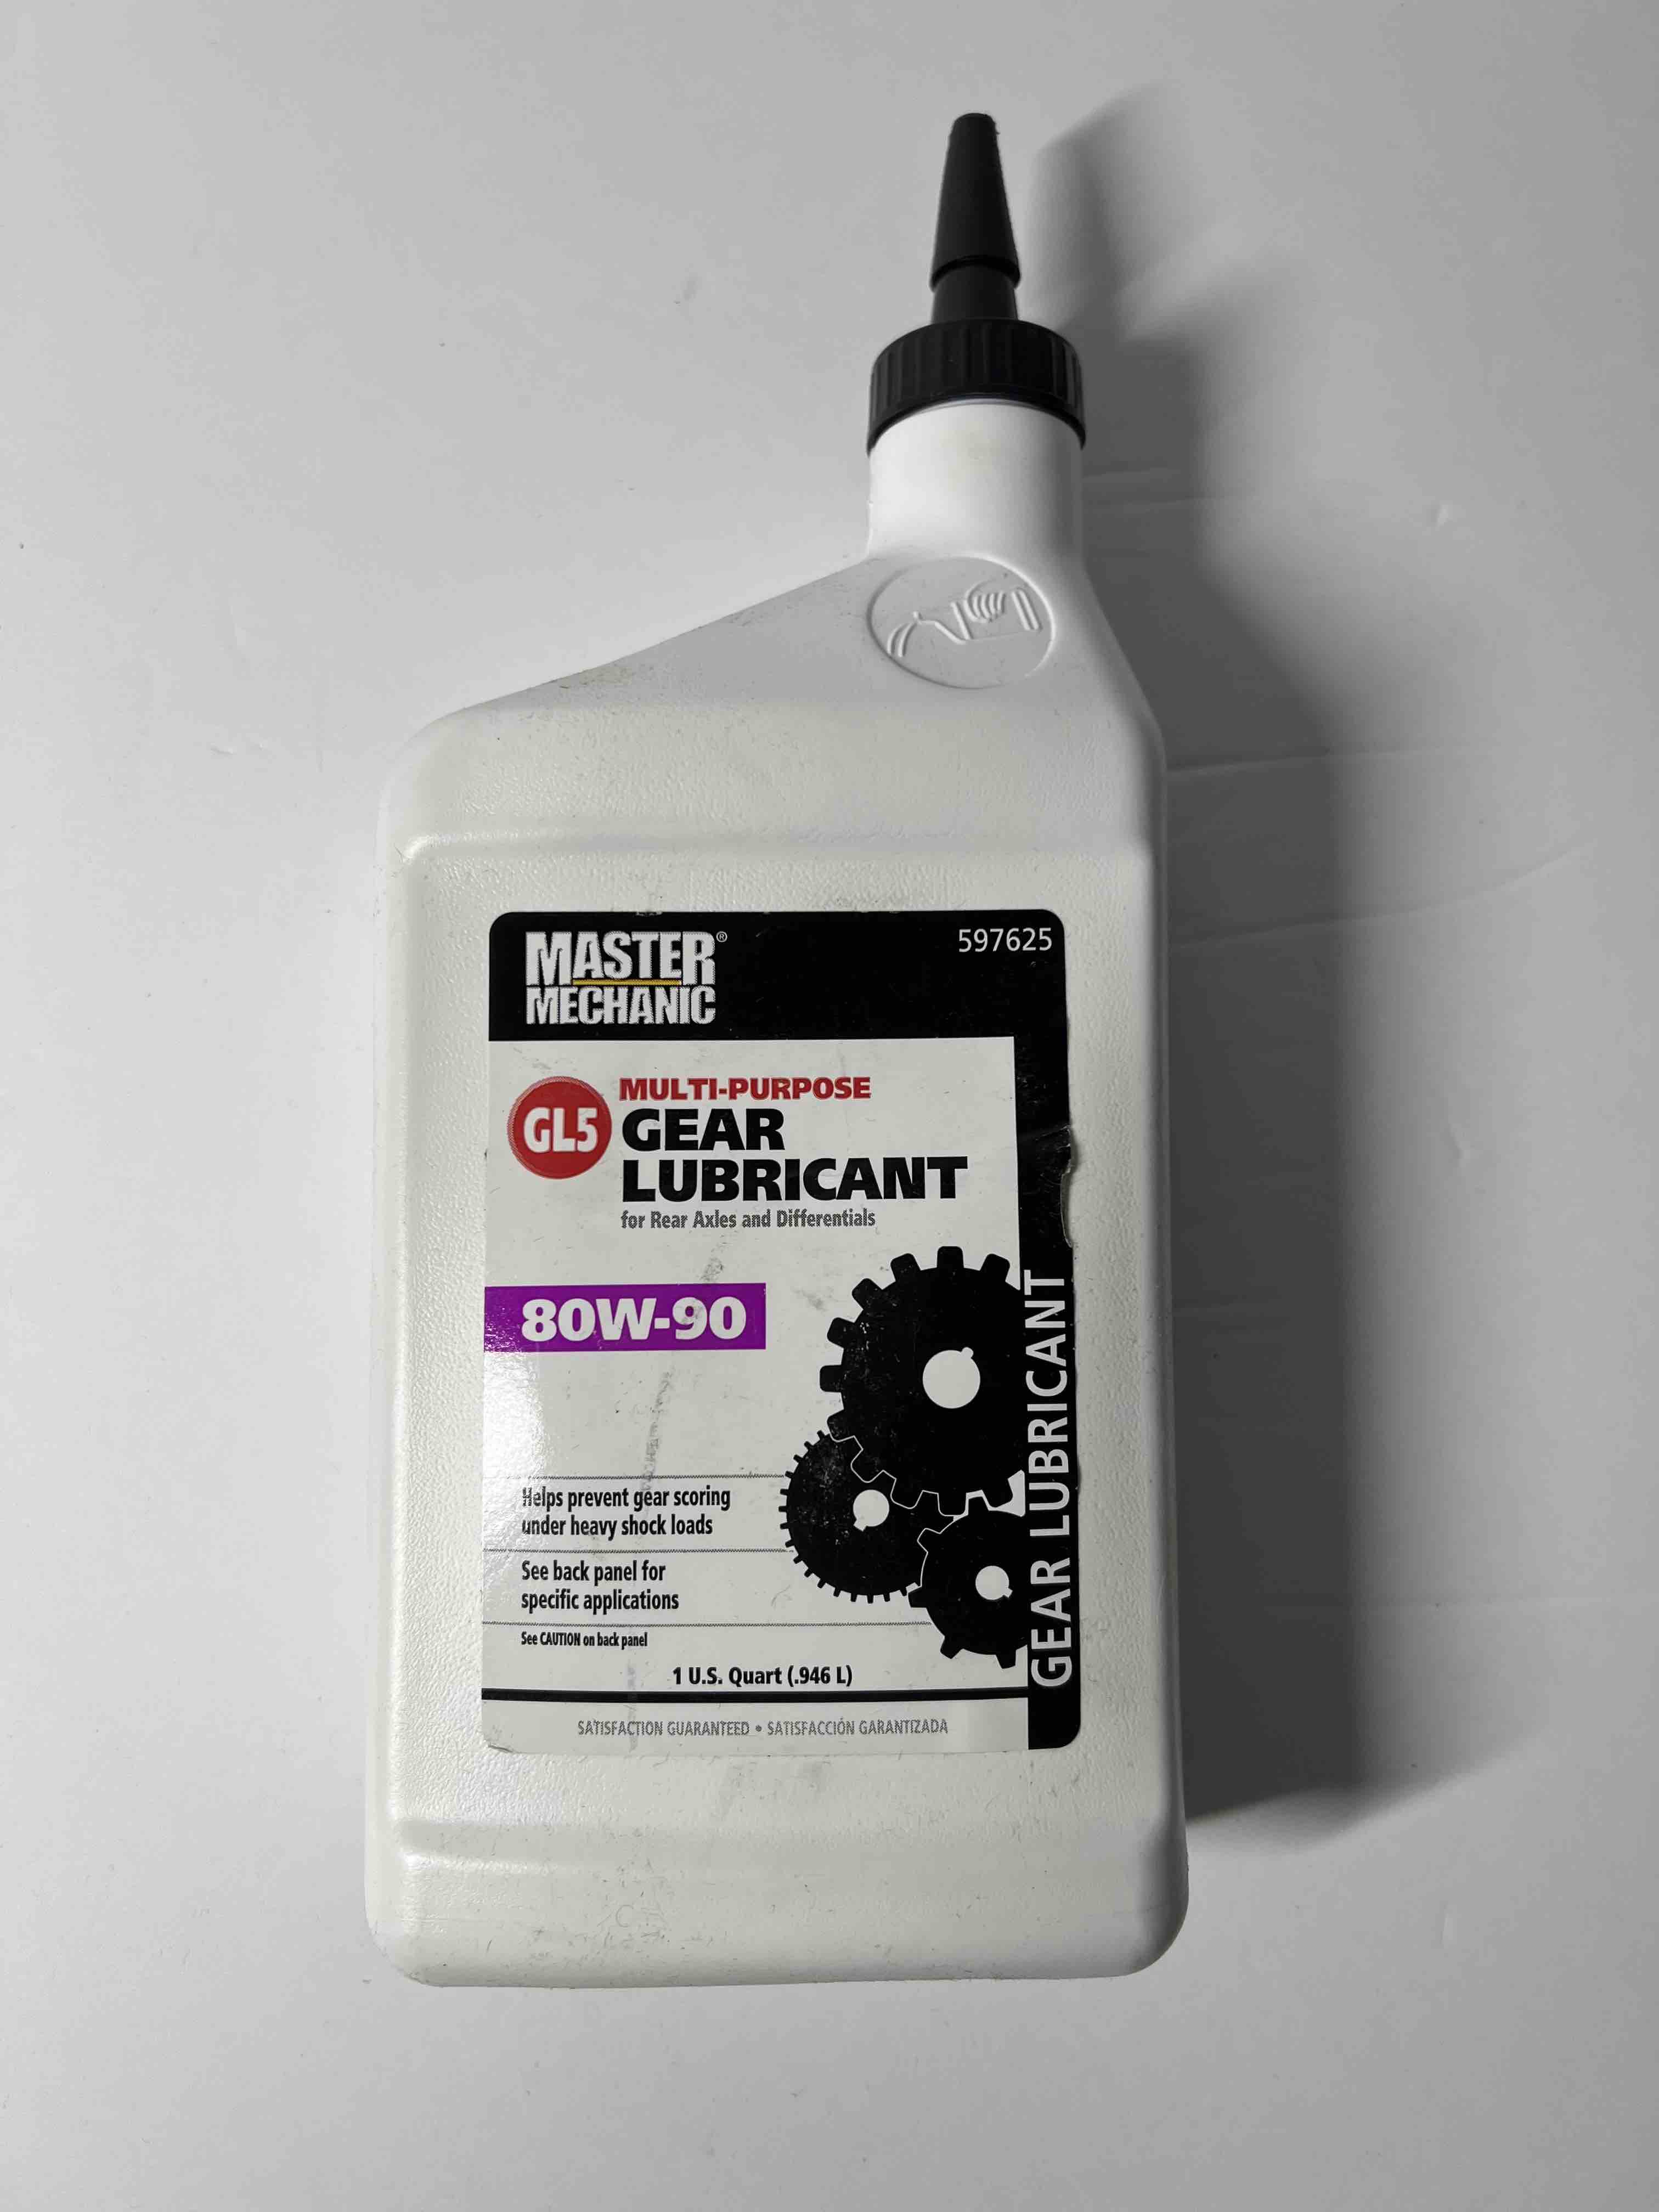 MASTER®
MECHANIC
597625
GL5
MULTI-PURPOSE
GEAR
LUBRICANT
for Rear Axles and Differentials
80W-90
Helps prevent gear scoring
under heavy shock loads
See back panel for
specific applications
See CAUTION on back panel
1 U.S. Quart (.946 L)
SATISFACTION GUARANTEED • SATISFACCIÓN GARANTIZADA
GEAR LUBRICANT